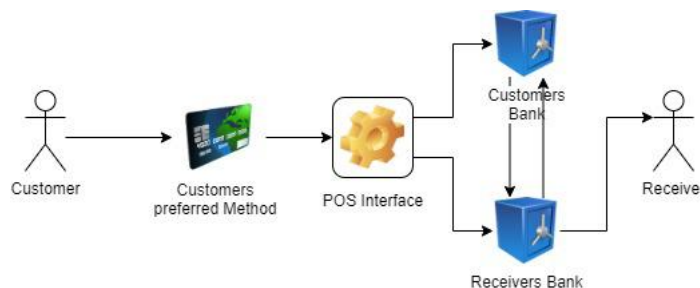 Customers
Bank
Customer
Customers
preferred Method
POS Interface
Receive
Receivers Bank